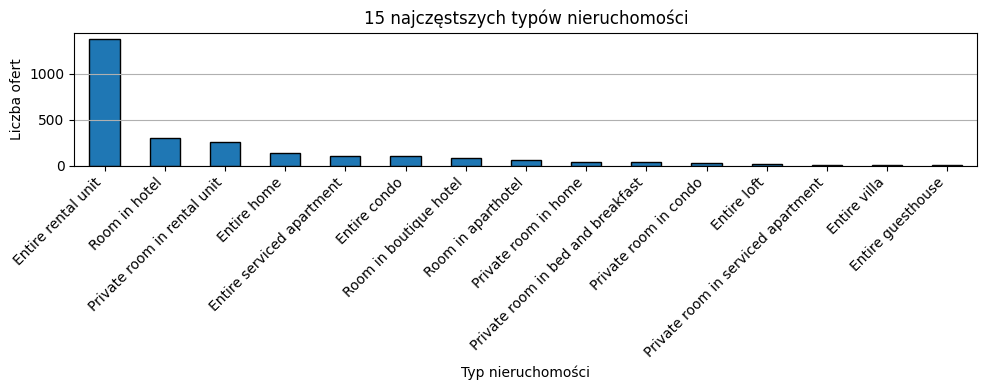 15 najczęstszych typów nieruchomości
Liczba ofert
1000
500
0
Entire rental unit
Room in hotel
Private room in rental unit
Entire home
Entire serviced apartment
Entire condo
Room in boutique hotel
Room in aparthotel
Private room in home
Private room in bed and breakfast
Private room in condo
Entire loft
Private room in serviced apartment
Entire villa
Entire guesthouse
Typ nieruchomości